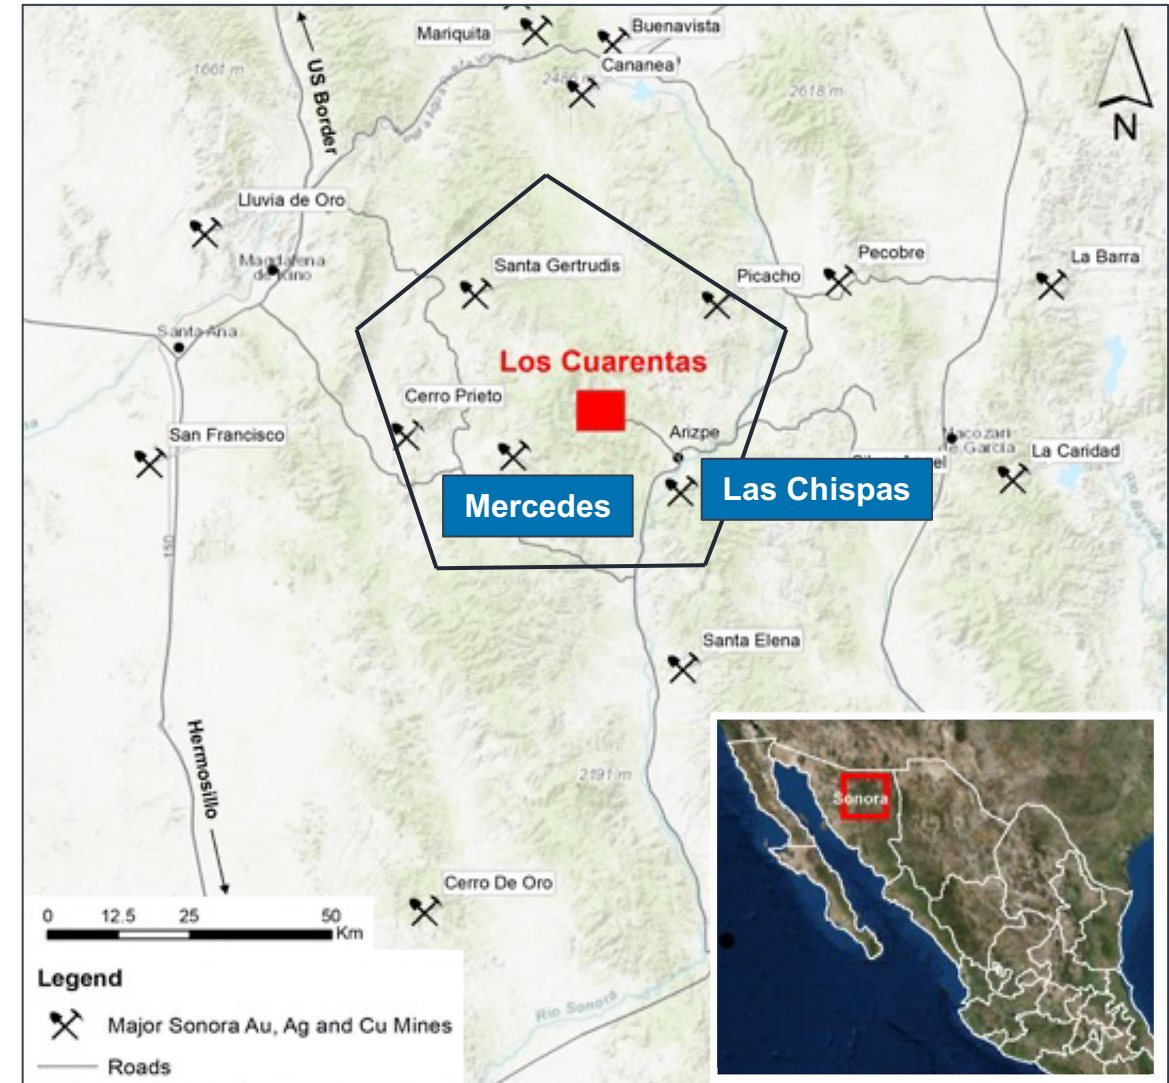 Mariquita
Buenavista
Cananea
1661 m
2618 m
US Border
N
Lluvia de Oro
Magdalena
de Kino
Santa Gertrudis
Picacho
Pecobre
La Barra
Santa Ana
Los Cuarentas
Cerro Prieto
San Francisco
Arizpe
Nacozari
de García
La Caridad
Mercedes
Las Chispas
150
Santa Elena
Hermosillo
2191 m
Sonora
Cerro De Oro
0 12.5 25 50
Km
Rio Sonora
Legend
Major Sonora Au, Ag and Cu Mines
Roads